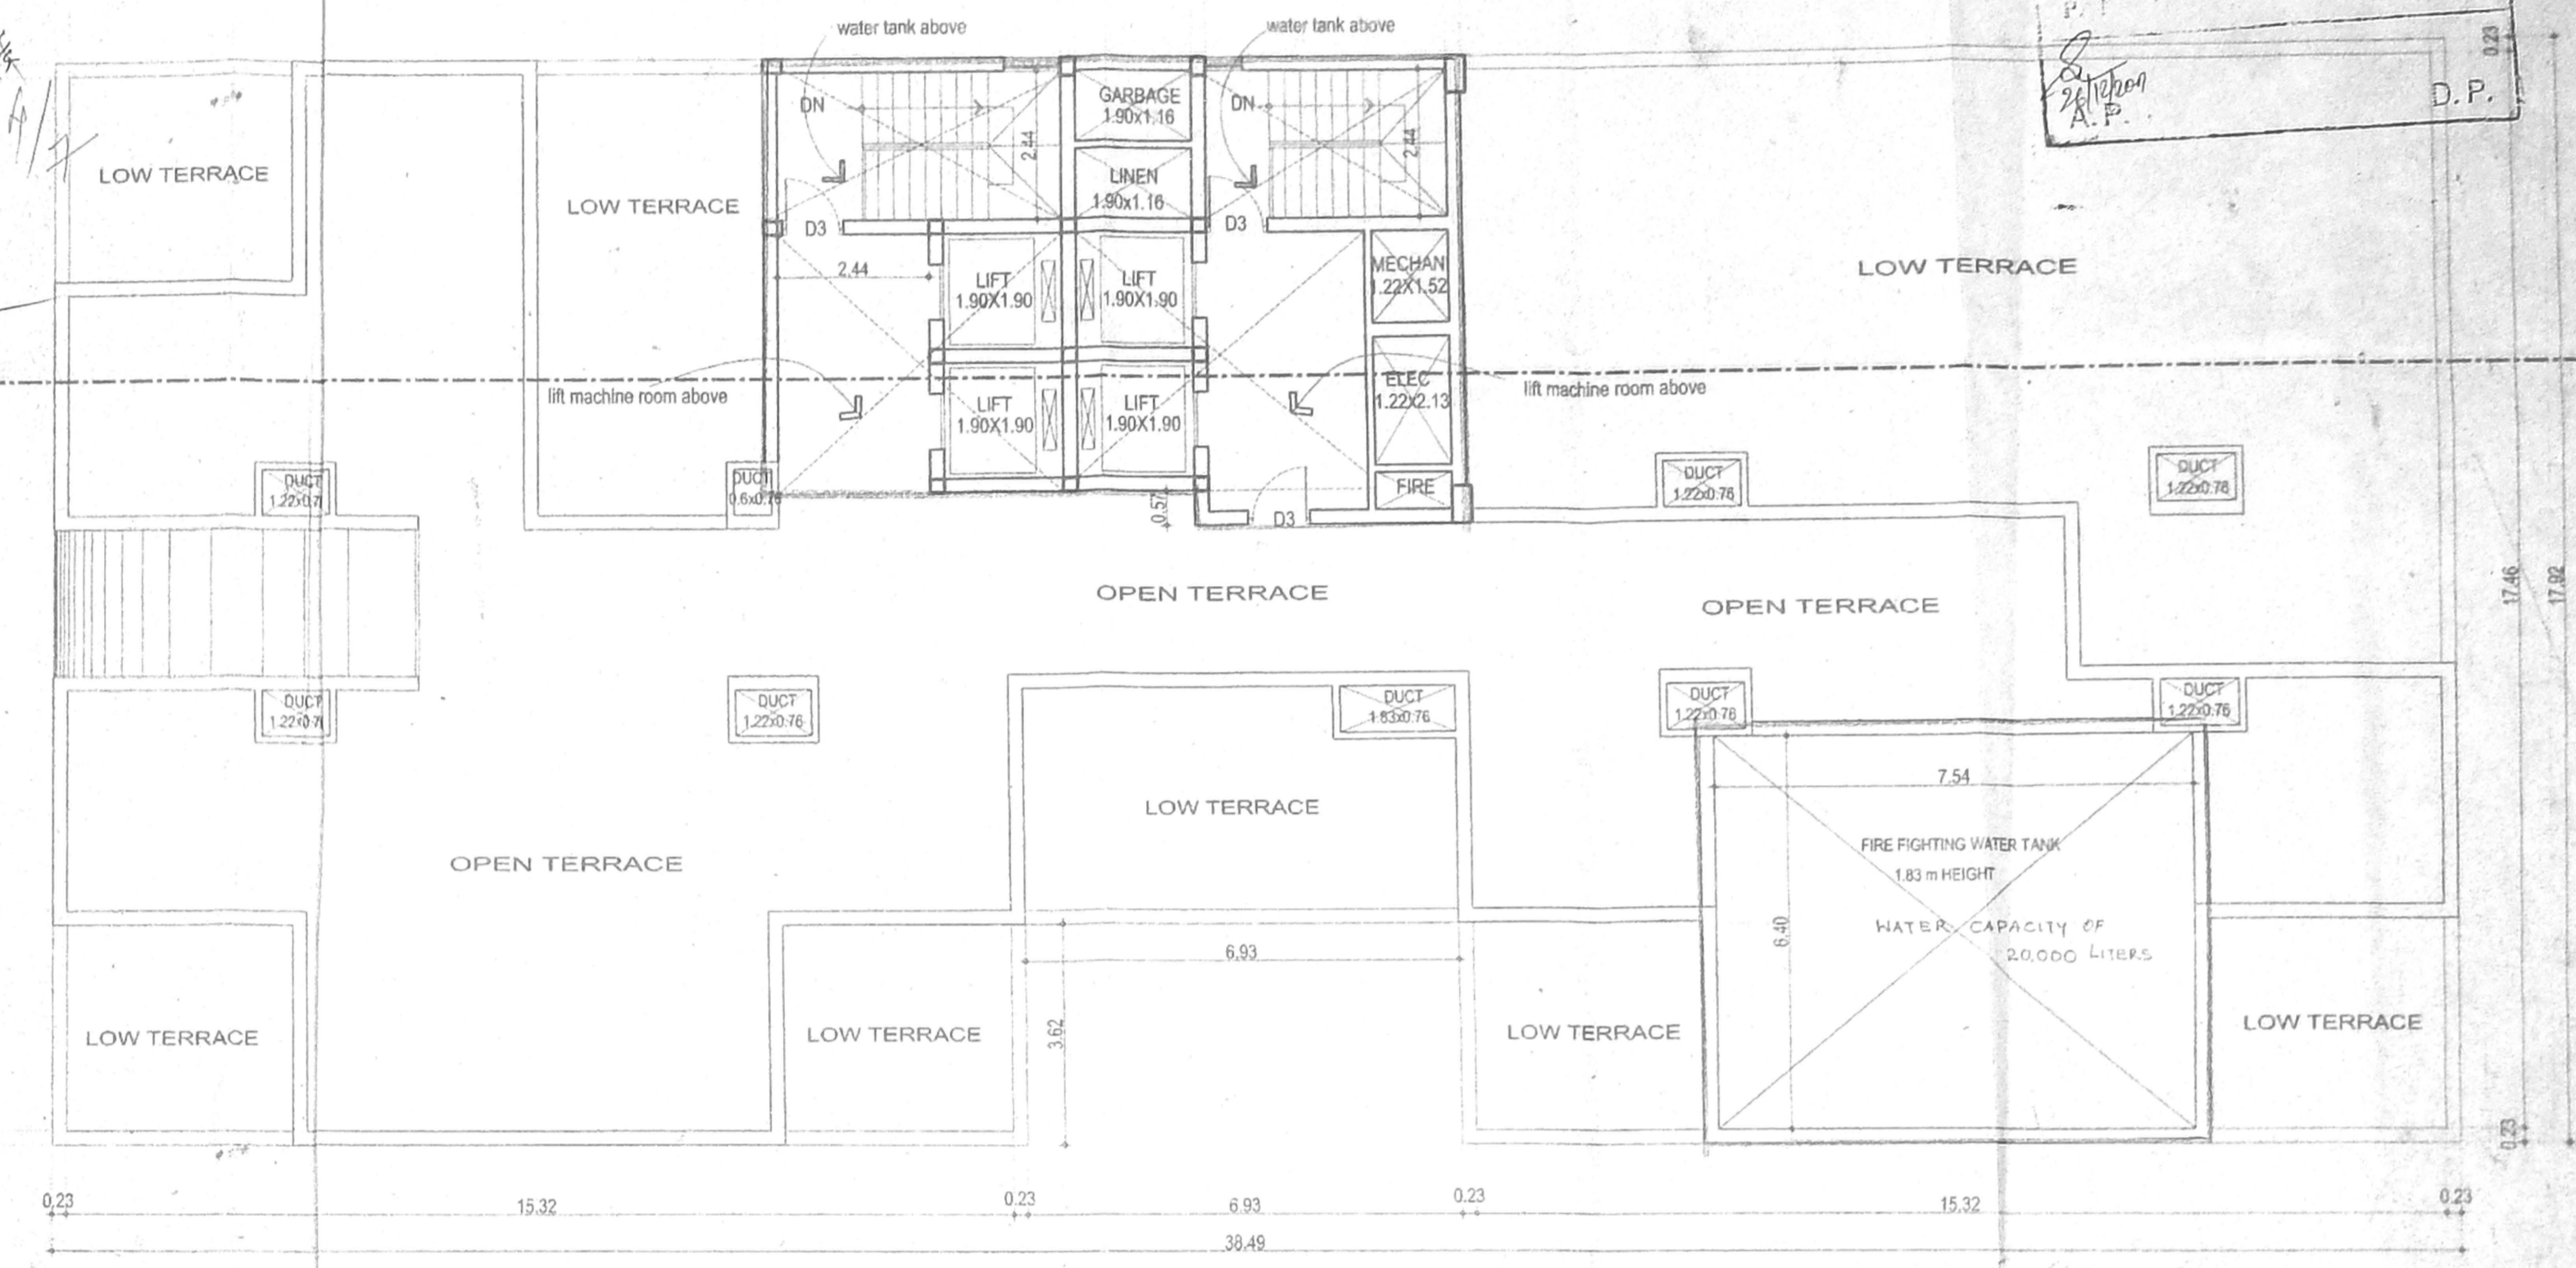 water tank above
water tank above
26/12/2011
A.P.
D.P.
0.23
DN
2.44
GARBAGE
1.90x1.16
DN
2.44
LOW TERRACE
LOW TERRACE
LINEN
1.90x1.16
D3
D3
2.44
LIFT
1.90X1.90
LIFT
1.90X1.90
MECHAN
1.22X1.52
LOW TERRACE
lift machine room above
LIFT
1.90X1.90
LIFT
1.90X1.90
ELEC
1.22X2.13
lift machine room above
DUCT
DUCT
0.6x0.76
0.57
D3
FIRE
DUCT
1.22x0.76
DUCT
1.22x0.76
OPEN TERRACE
OPEN TERRACE
17.46
17.92
DUCT
DUCT
1.22x0.76
DUCT
1.83x0.76
DUCT
1.22x0.76
DUCT
1.22x0.76
7.54
LOW TERRACE
FIRE FIGHTING WATER TANK
1.83 m HEIGHT
OPEN TERRACE
6.40
WATER CAPACITY OF
20,000 LITERS
6.93
3.62
LOW TERRACE
LOW TERRACE
LOW TERRACE
LOW TERRACE
0.23
0.23
15.32
0.23
6.93
0.23
15.32
0.23
38.49